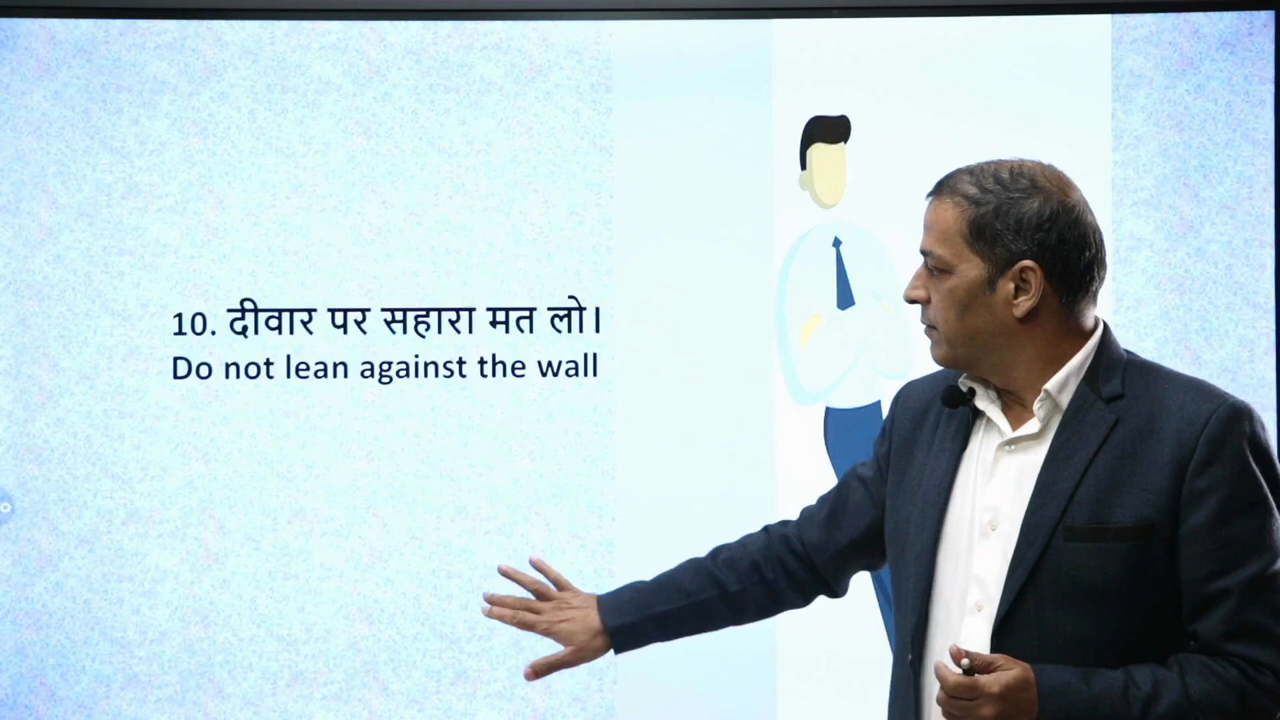 10. दीवार पर सहारा मत लो।
Do not lean against the wall